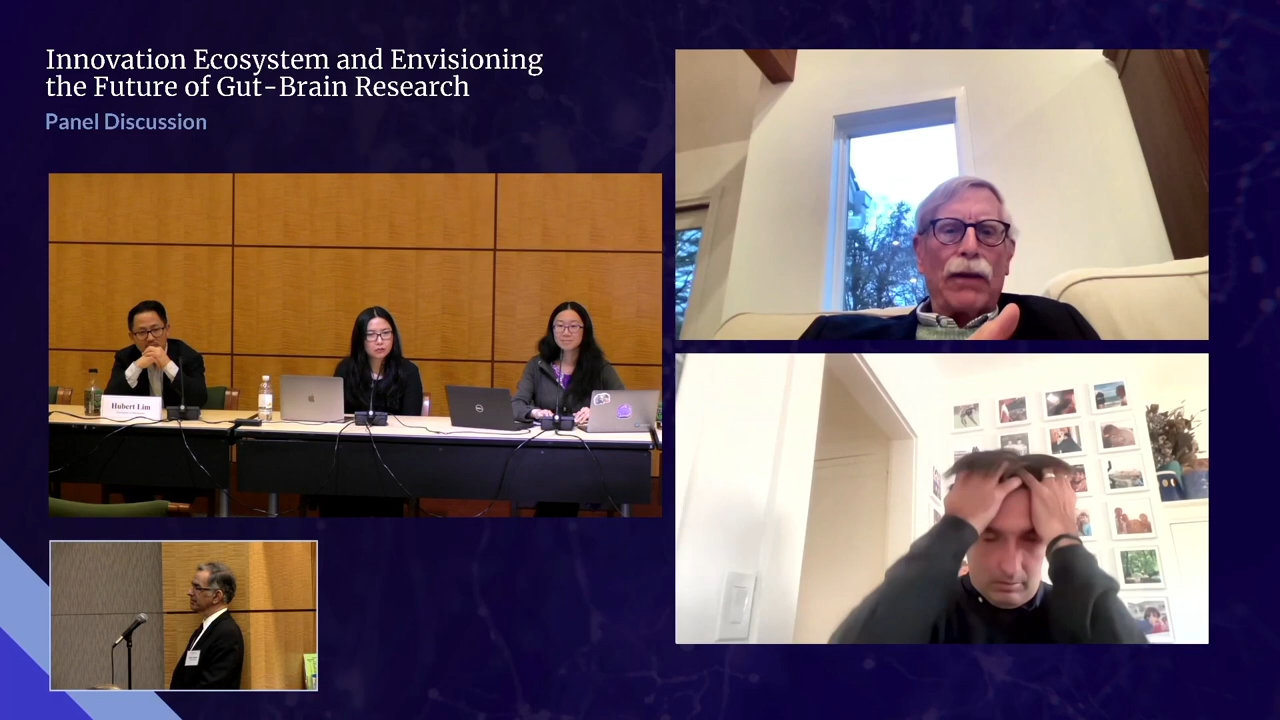 Innovation Ecosystem and Envisioning
the Future of Gut-Brain Research
Panel Discussion
Hubert Lim